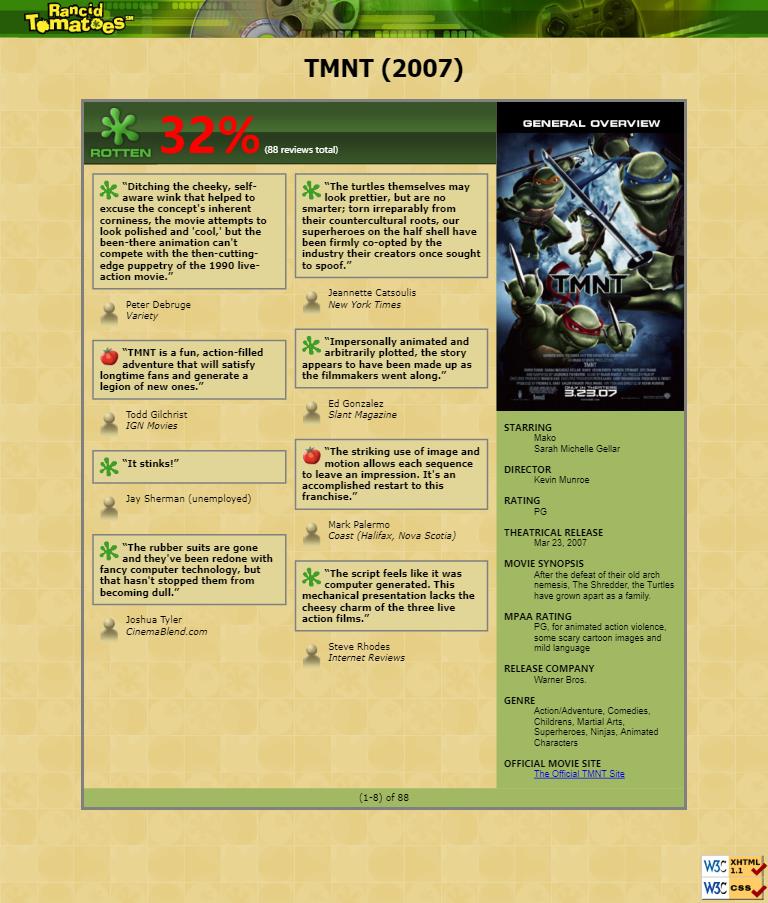 Rancid
Tomatoes℠
TMNT (2007)
ROTTEN
32%
(88 reviews total)
“Ditching the cheeky, self-
aware wink that helped to
excuse the concept's inherent
corniness, the movie attempts to
look polished and 'cool,' but the
been-there animation can't
compete with the then-cutting-
edge puppetry of the 1990 live-
action movie.”
Peter Debruge
Variety
“TMNT is a fun, action-filled
adventure that will satisfy
longtime fans and generate a
legion of new ones.”
Todd Gilchrist
IGN Movies
“It stinks!”
Jay Sherman (unemployed)
“The rubber suits are gone
and they've been redone with
fancy computer technology, but
that hasn't stopped them from
becoming dull.”
Joshua Tyler
CinemaBlend.com
“The turtles themselves may
look prettier, but are no
smarter; torn irreparably from
their countercultural roots, our
superheroes on the half shell have
been firmly co-opted by the
industry their creators once sought
to spoof.”
Jeannette Catsoulis
New York Times
“Impersonally animated and
arbitrarily plotted, the story
appears to have been made up as
the filmmakers went along.”
Ed Gonzalez
Slant Magazine
“The striking use of image and
motion allows each sequence
to leave an impression. It's an
accomplished restart to this
franchise.”
Mark Palermo
Coast (Halifax, Nova Scotia)
“The script feels like it was
computer generated. This
mechanical presentation lacks the
cheesy charm of the three live
action films.”
Steve Rhodes
Internet Reviews
GENERAL OVERVIEW
TMNT
ONLY IN THEATRES
3.23.07
STARRING
Mako
Sarah Michelle Gellar
DIRECTOR
Kevin Munroe
RATING
PG
THEATRICAL RELEASE
Mar 23, 2007
MOVIE SYNOPSIS
After the defeat of their old arch
nemesis, The Shredder, the Turtles
have grown apart as a family.
MPAA RATING
PG, for animated action violence,
some scary cartoon images and
mild language
RELEASE COMPANY
Warner Bros.
GENRE
Action/Adventure, Comedies,
Childrens, Martial Arts,
Superheroes, Ninjas, Animated
Characters
OFFICIAL MOVIE SITE
The Official TMNT Site
(1-8) of 88
W3C XHTML
1.1
W3C CSS